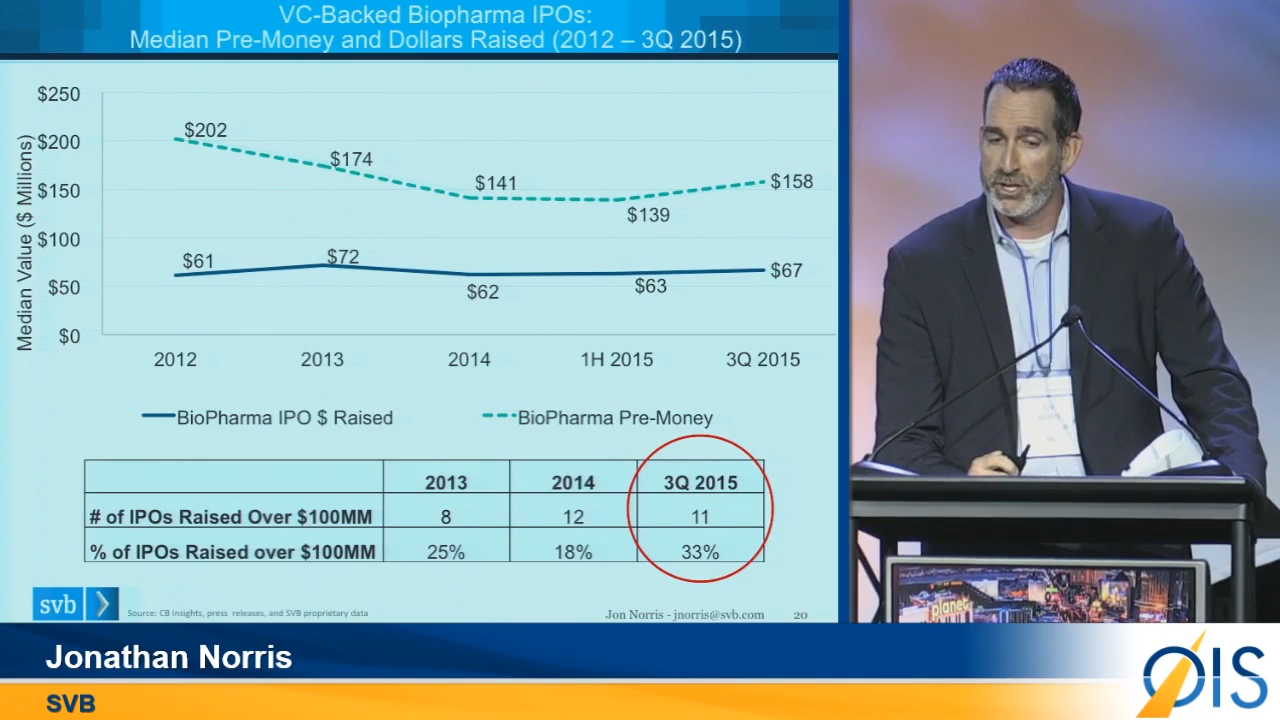 VC-Backed Biopharma IPOs:
Median Pre-Money and Dollars Raised (2012 – 3Q 2015)
Median Value ($ Millions)
$250
$200
$150
$100
$50
$0
$202
$174
$141
$139
$158
$61
$72
$62
$63
$67
2012 2013 2014 1H 2015 3Q 2015
BioPharma IPO $ Raised BioPharma Pre-Money
2013 2014 3Q 2015
# of IPOs Raised Over $100MM 8 12 11
% of IPOs Raised over $100MM 25% 18% 33%
svb
Source: CB Insights, press releases, and SVB proprietary data
Jon Norris - jnorris@svb.com 20
planet
Jonathan Norris
SVB
OIS